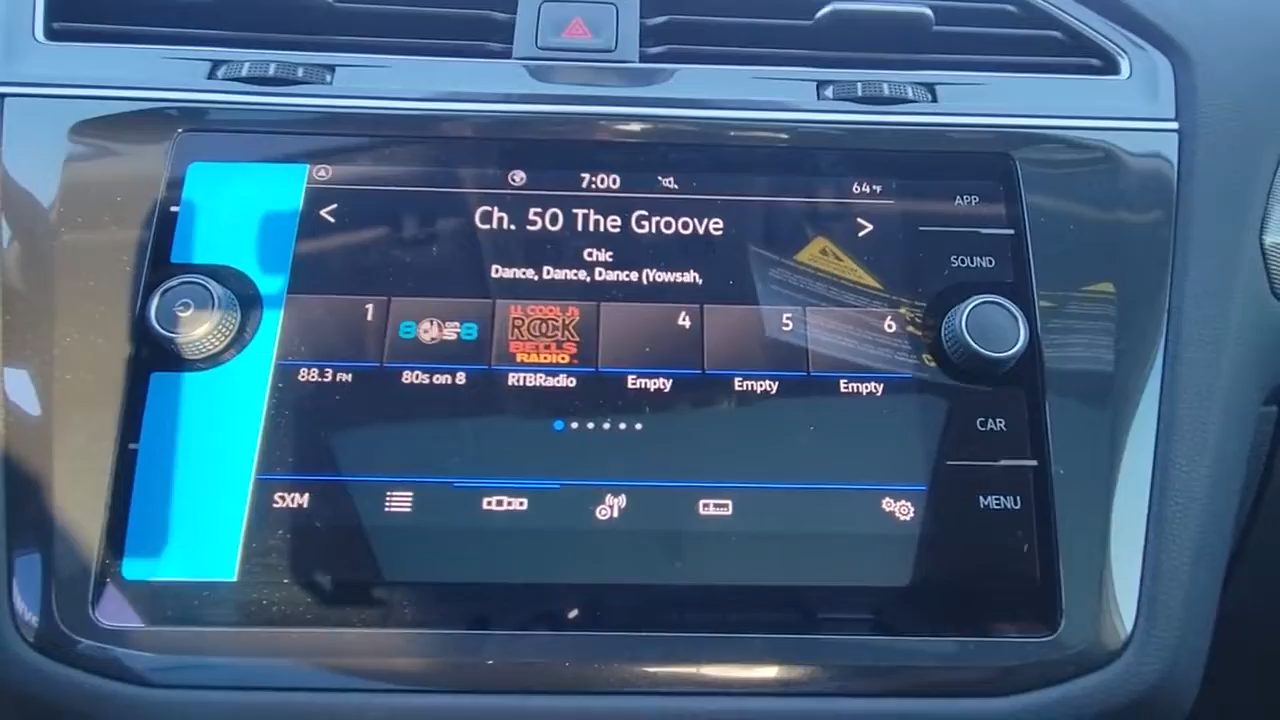 7:00
64°F
APP
<
Ch. 50 The Groove
>
Chic
SOUND
Dance, Dance, Dance (Yowsah,
1
80s on 8
LL COOL J's
ROCK
BELLS
RADIO
4
5
6
88.3 FM
80s on 8
RTBRadio
Empty
Empty
Empty
CAR
SXM
MENU